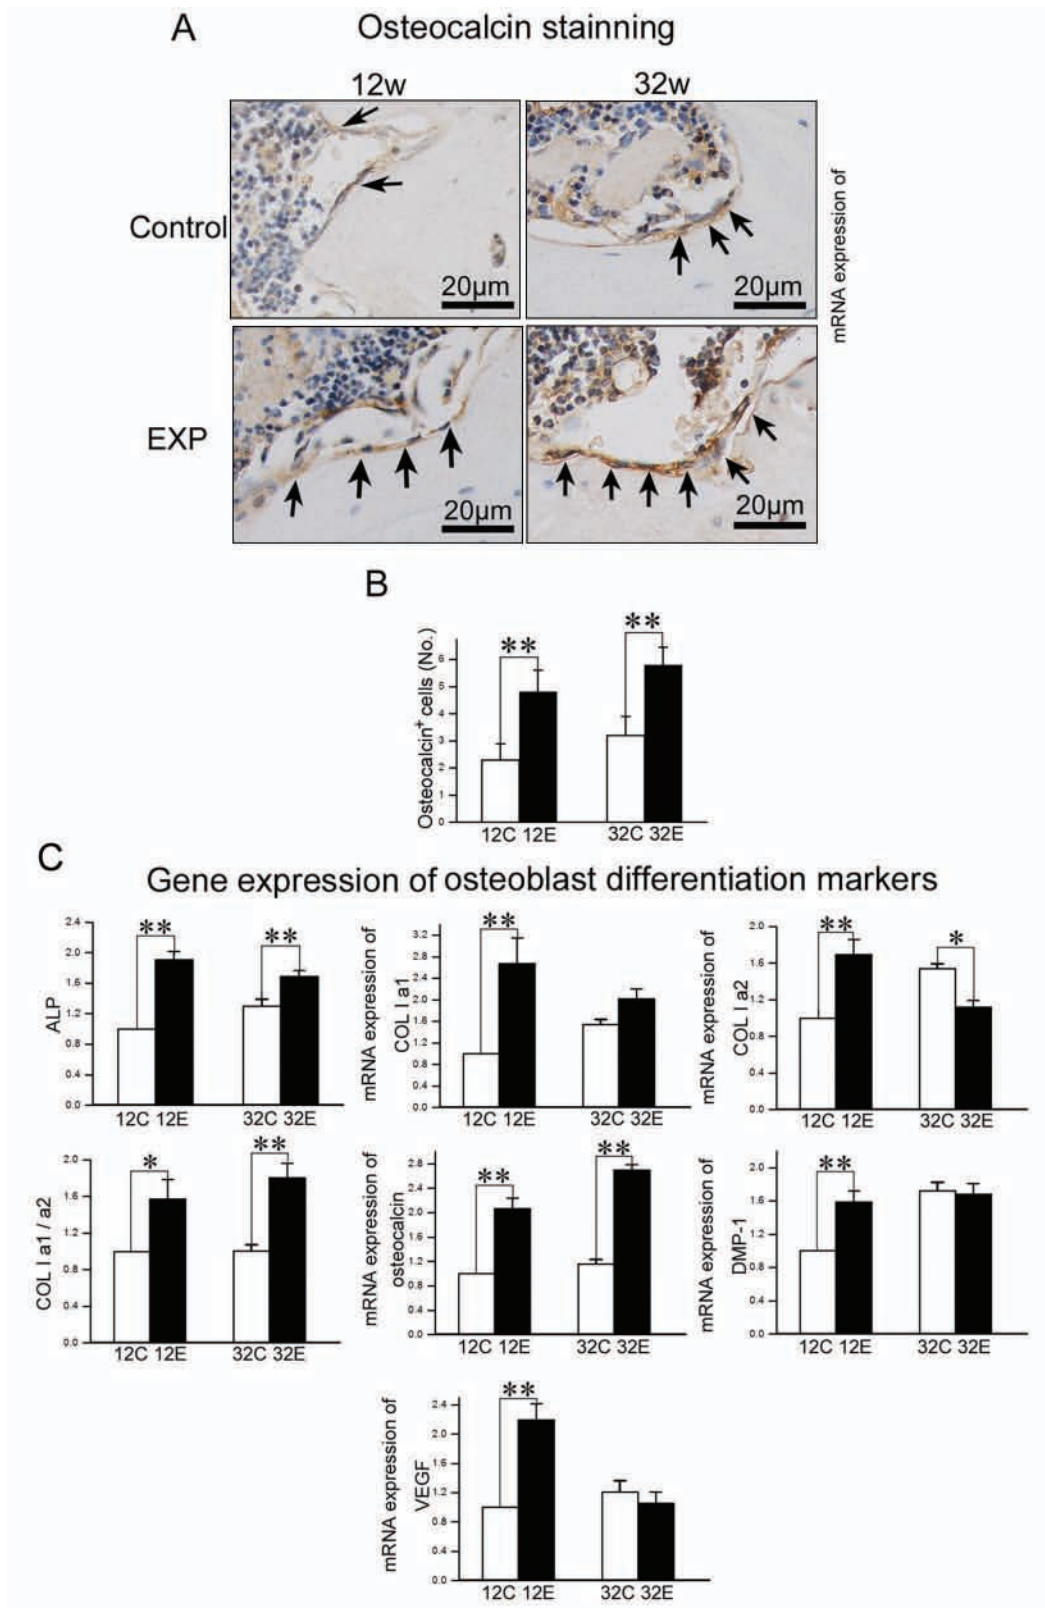 A
Osteocalcin stainning
12w
32w
Control
20µm
20µm
mRNA expression of
EXP
20µm
20µm
B
Osteocalcin+ cells (No.)
6
5
4
3
2
1
0
**
**
12C 12E
32C 32E
C
Gene expression of osteoblast differentiation markers
ALP
2.4
2.0
1.6
1.2
0.8
0.4
0.0
**
**
12C 12E
32C 32E
mRNA expression of
COL I a1
3.2
2.8
2.4
2.0
1.6
1.2
0.8
0.4
0.0
**
12C 12E
32C 32E
mRNA expression of
COL I a2
2.0
1.6
1.2
0.8
0.4
0.0
**
*
12C 12E
32C 32E
COL I a1 / a2
2.0
1.6
1.2
0.8
0.4
0.0
*
**
12C 12E
32C 32E
mRNA expression of
osteocalcin
2.8
2.4
2.0
1.6
1.2
0.8
0.4
0.0
**
**
12C 12E
32C 32E
mRNA expression of
DMP-1
2.0
1.6
1.2
0.8
0.4
0.0
**
12C 12E
32C 32E
mRNA expression of
VEGF
2.4
2.0
1.6
1.2
0.8
0.4
0.0
**
12C 12E
32C 32E